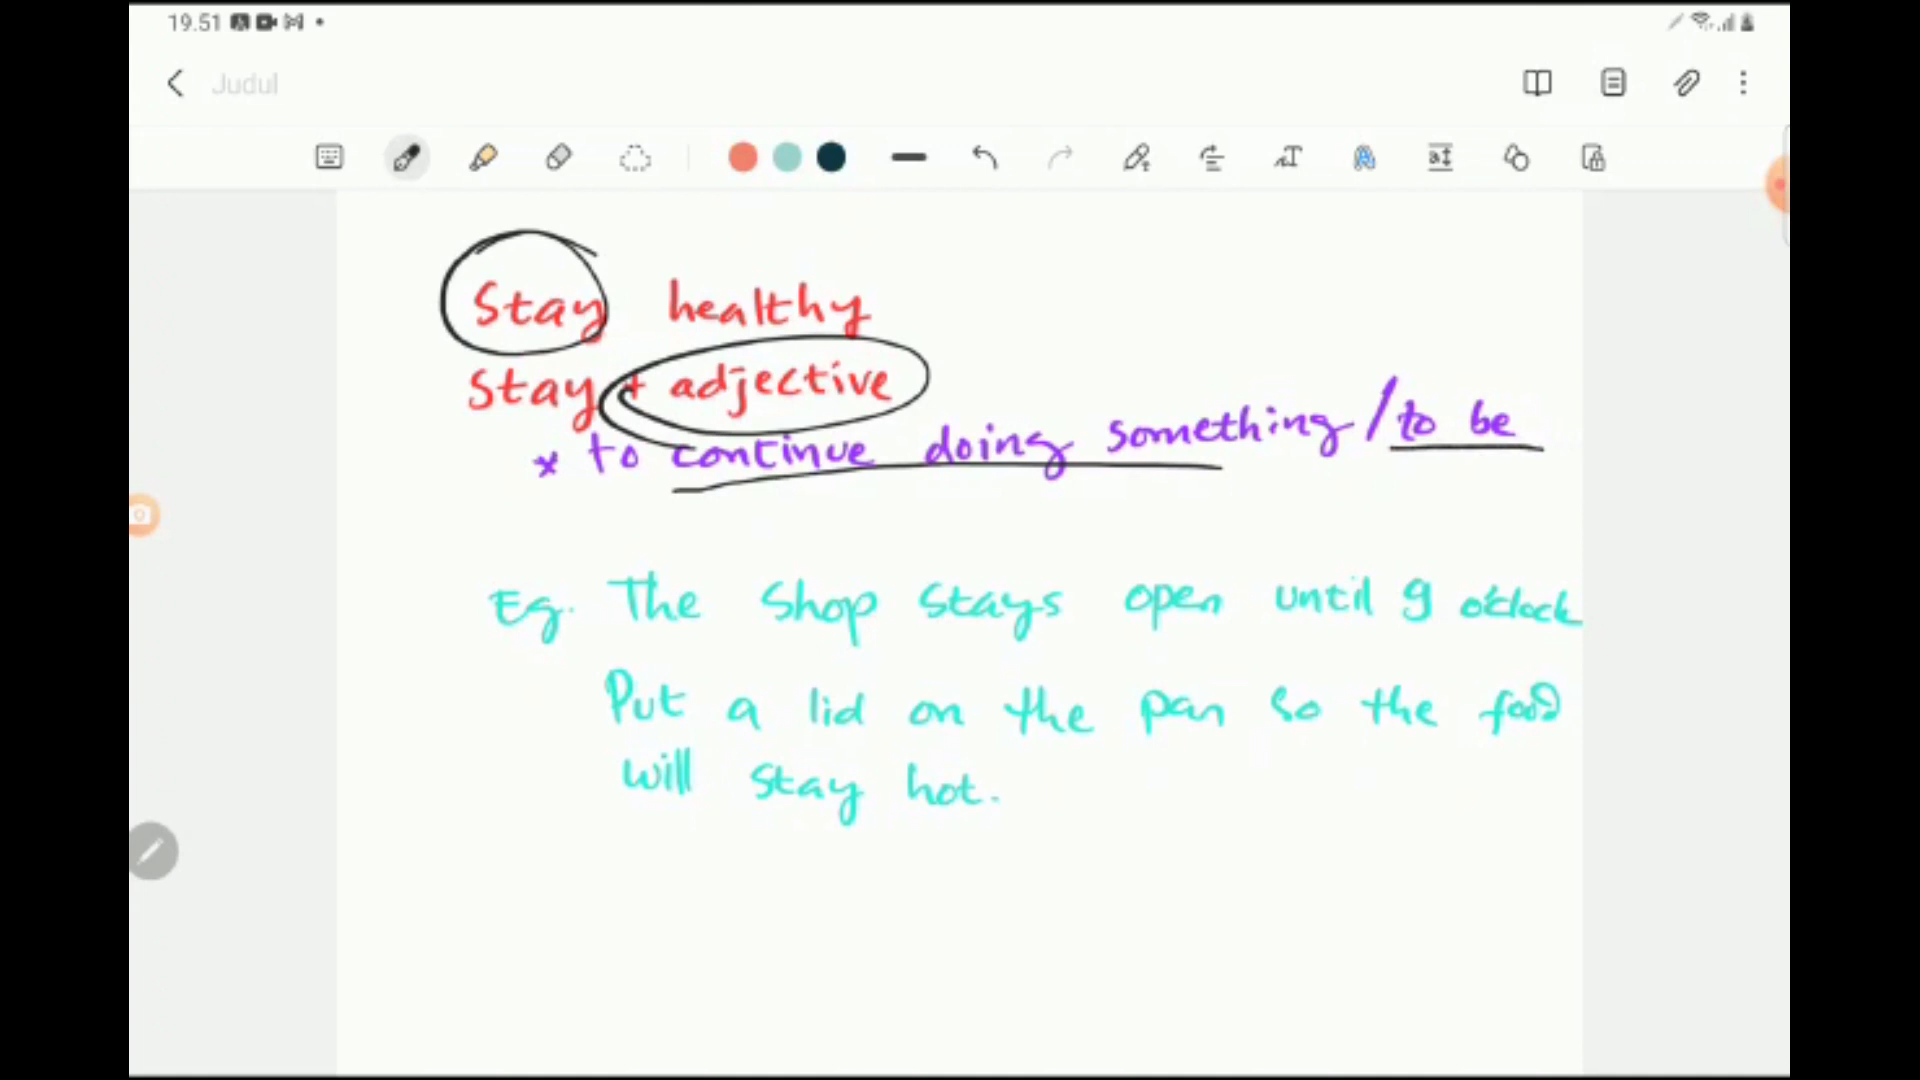 19.51
Judul
Stay healthy
Stay + adjective
* to continue doing something / to be
Eg. The Shop Stays open until 9 o'clock
Put a lid on the pan so the food
will stay hot.